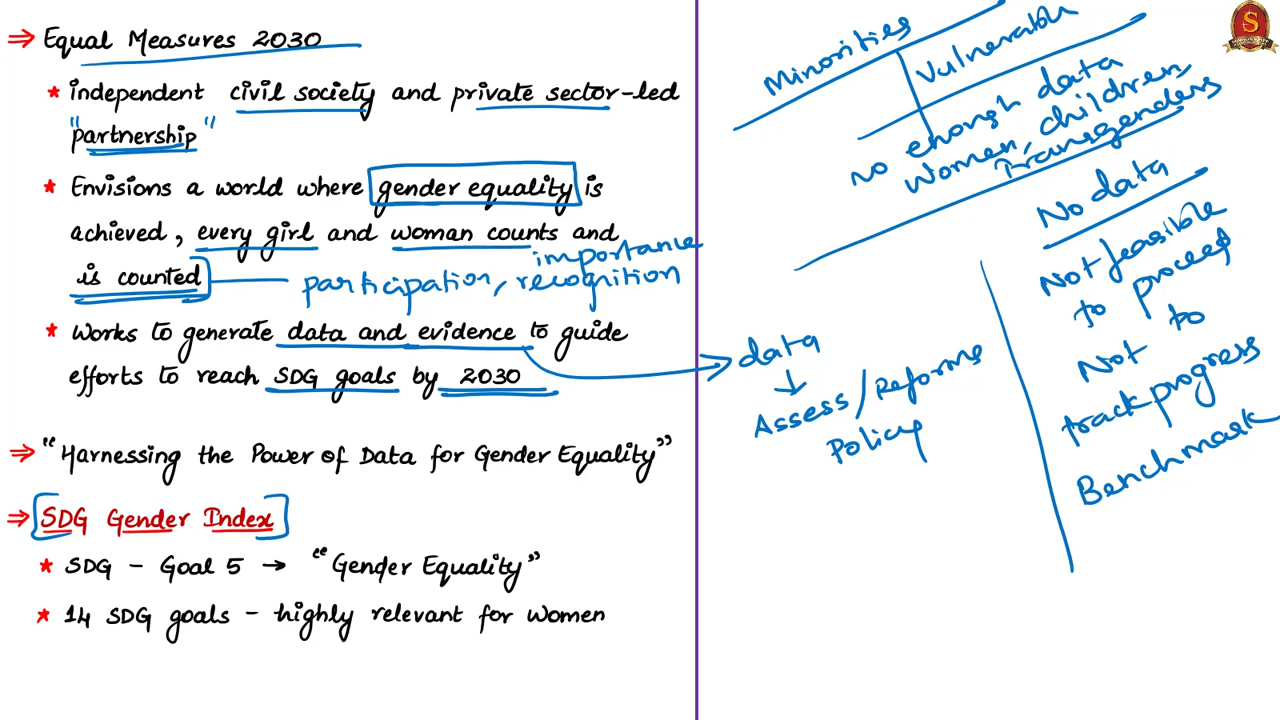 ⇒ Equal Measures 2030
* independent civil society and private sector-led
"partnership"
* Envisions a world where gender equality is
achieved, every girl and woman counts and
is counted
participation, recognition
importance
* Works to generate data and evidence to guide
efforts to reach SDG goals by 2030
⇒ "Harnessing the Power of Data for Gender Equality"
⇒ SDG Gender Index
* SDG - Goal 5 → "Gender Equality"
* 14 SDG goals - highly relevant for women
Minorities
Vulnerable
no enough data
Women, children,
Transgenders
data
↓
Assess/Reforms
Policy
No data
Not feasible
to proceed
to
Not
track progress
Benchmark
S